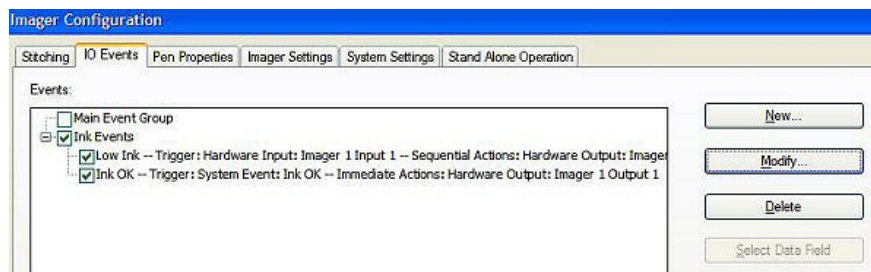 Imager Configuration
Stitching IO Events Pen Properties Imager Settings System Settings Stand Alone Operation
Events:
Main Event Group
New...
Ink Events
Low Ink -- Trigger: Hardware Input: Imager 1 Input 1 -- Sequential Actions: Hardware Output: Imager
Modify...
Ink OK -- Trigger: System Event: Ink OK -- Immediate Actions: Hardware Output: Imager 1 Output 1
Delete
Select Data Field